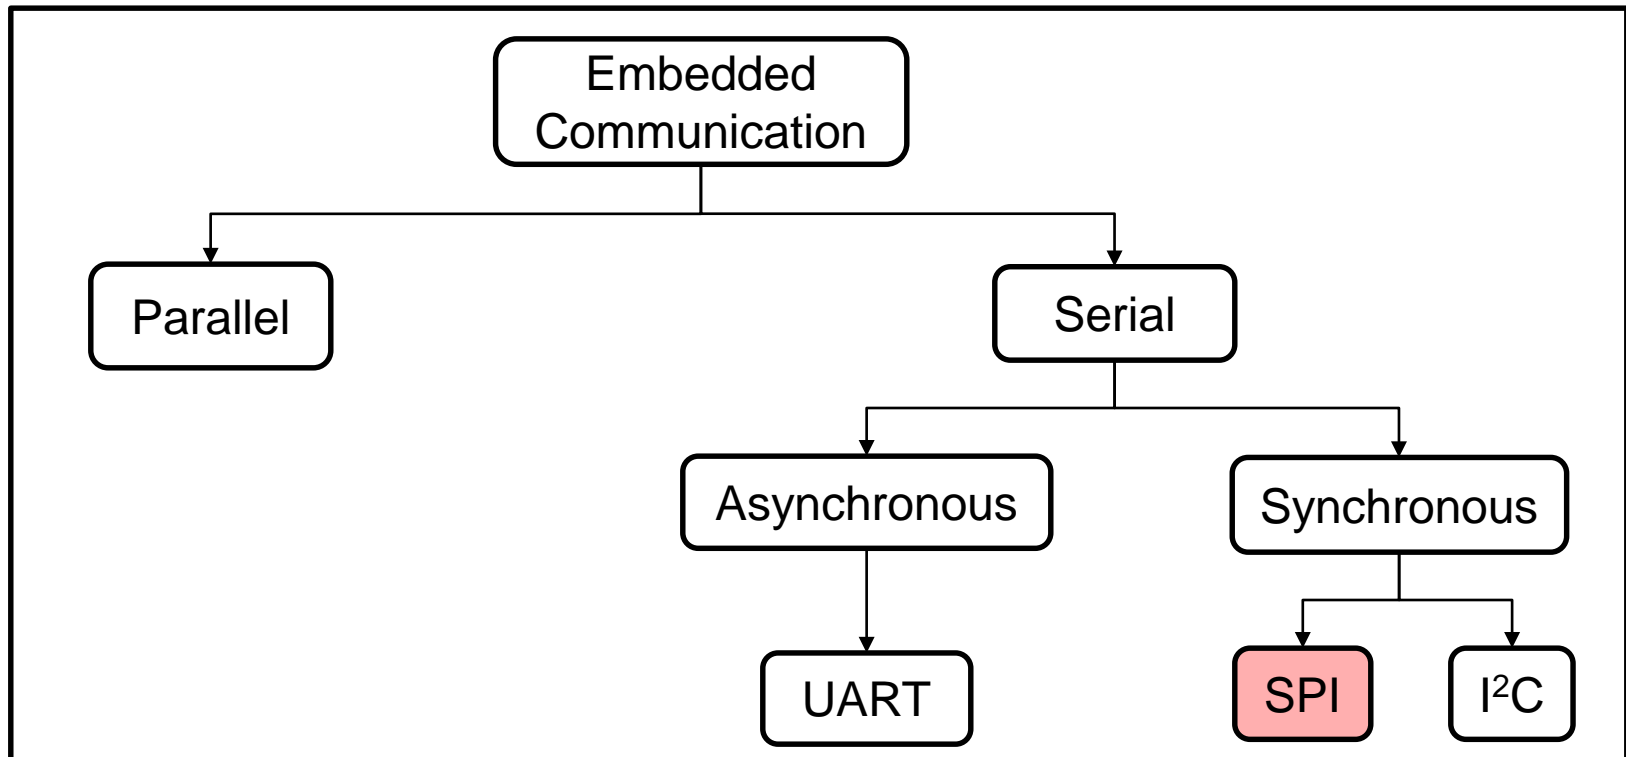 Embedded
Communication
Parallel
Serial
Asynchronous
Synchronous
UART
SPI
I²C